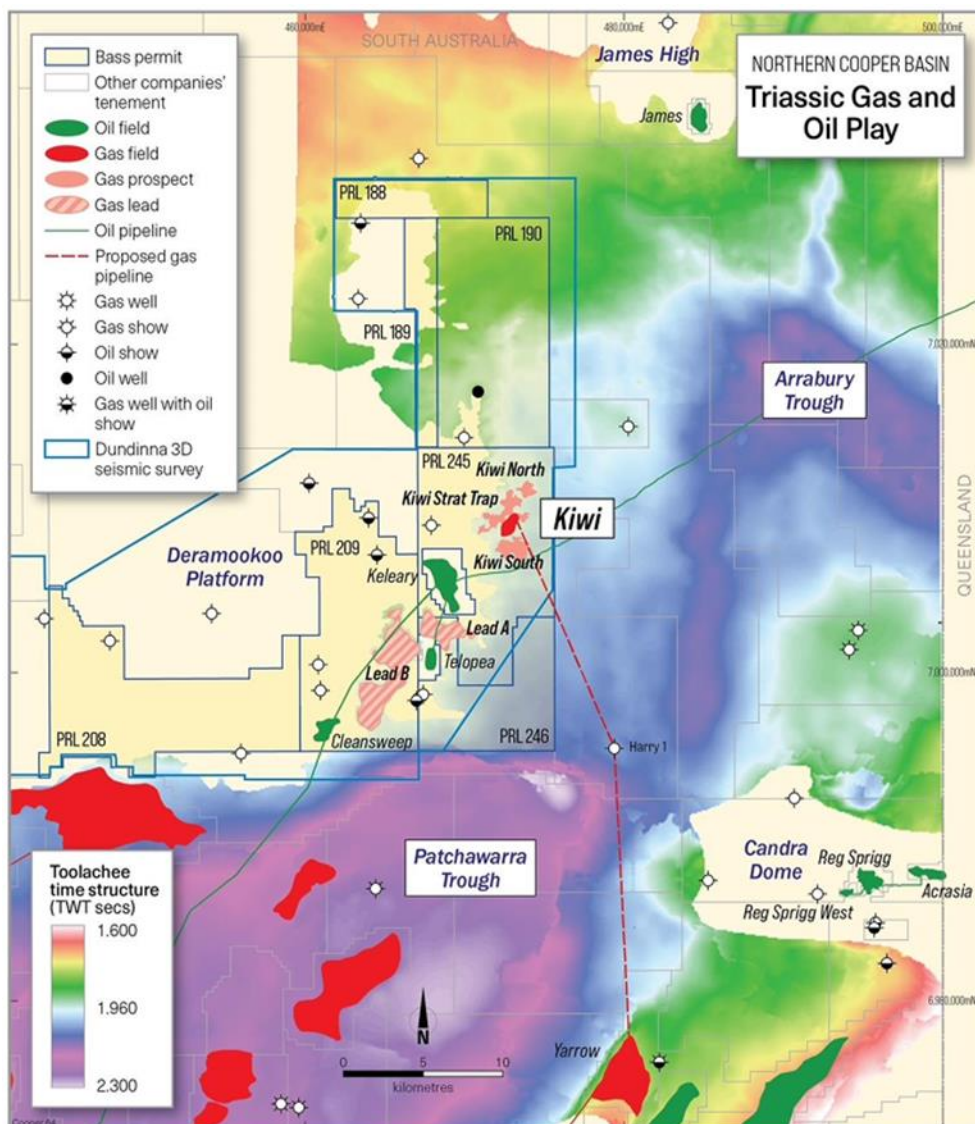 460,000mE
480,000mE
500,000mE
SOUTH AUSTRALIA
NORTHERN COOPER BASIN
Triassic Gas and
Oil Play
Bass permit
Other companies'
tenement
Oil field
Gas field
Gas prospect
Gas lead
Oil pipeline
Proposed gas
pipeline
Gas well
Gas show
Oil show
Oil well
Gas well with oil
show
Dundinna 3D
seismic survey
James High
James
PRL 188
PRL 190
PRL 189
7,020,000mN
Arrabury
Trough
QUEENSLAND
PRL 245
Kiwi North
Kiwi Strat Trap
Kiwi
Kiwi South
PRL 209
Keleary
Deramookoo
Platform
Lead A
Telopea
Lead B
7,000,000mN
Cleansweep
PRL 208
PRL 246
Harry 1
Patchawarra
Trough
Candra
Dome
Reg Sprigg
Acrasia
Reg Sprigg West
Toolachee
time structure
(TWT secs)
1.600
1.960
2.300
6,980,000mN
N
0
5
10
kilometres
Yarrow